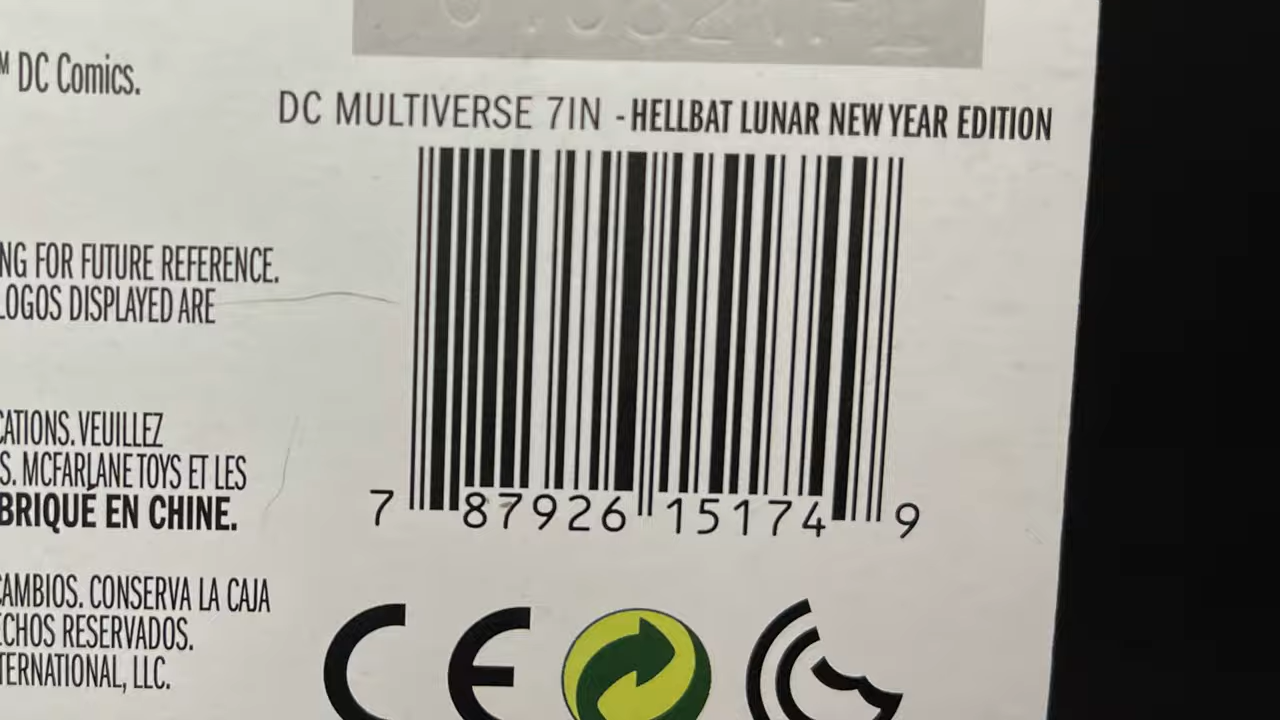 ™ DC Comics.
DC MULTIVERSE 7IN - HELLBAT LUNAR NEW YEAR EDITION
NG FOR FUTURE REFERENCE.
LOGOS DISPLAYED ARE
CATIONS. VEUILLEZ
S. MCFARLANE TOYS ET LES
BRIQUÉ EN CHINE.
7 87926 15174 9
CAMBIOS. CONSERVA LA CAJA
ECHOS RESERVADOS.
TERNATIONAL, LLC.
CE